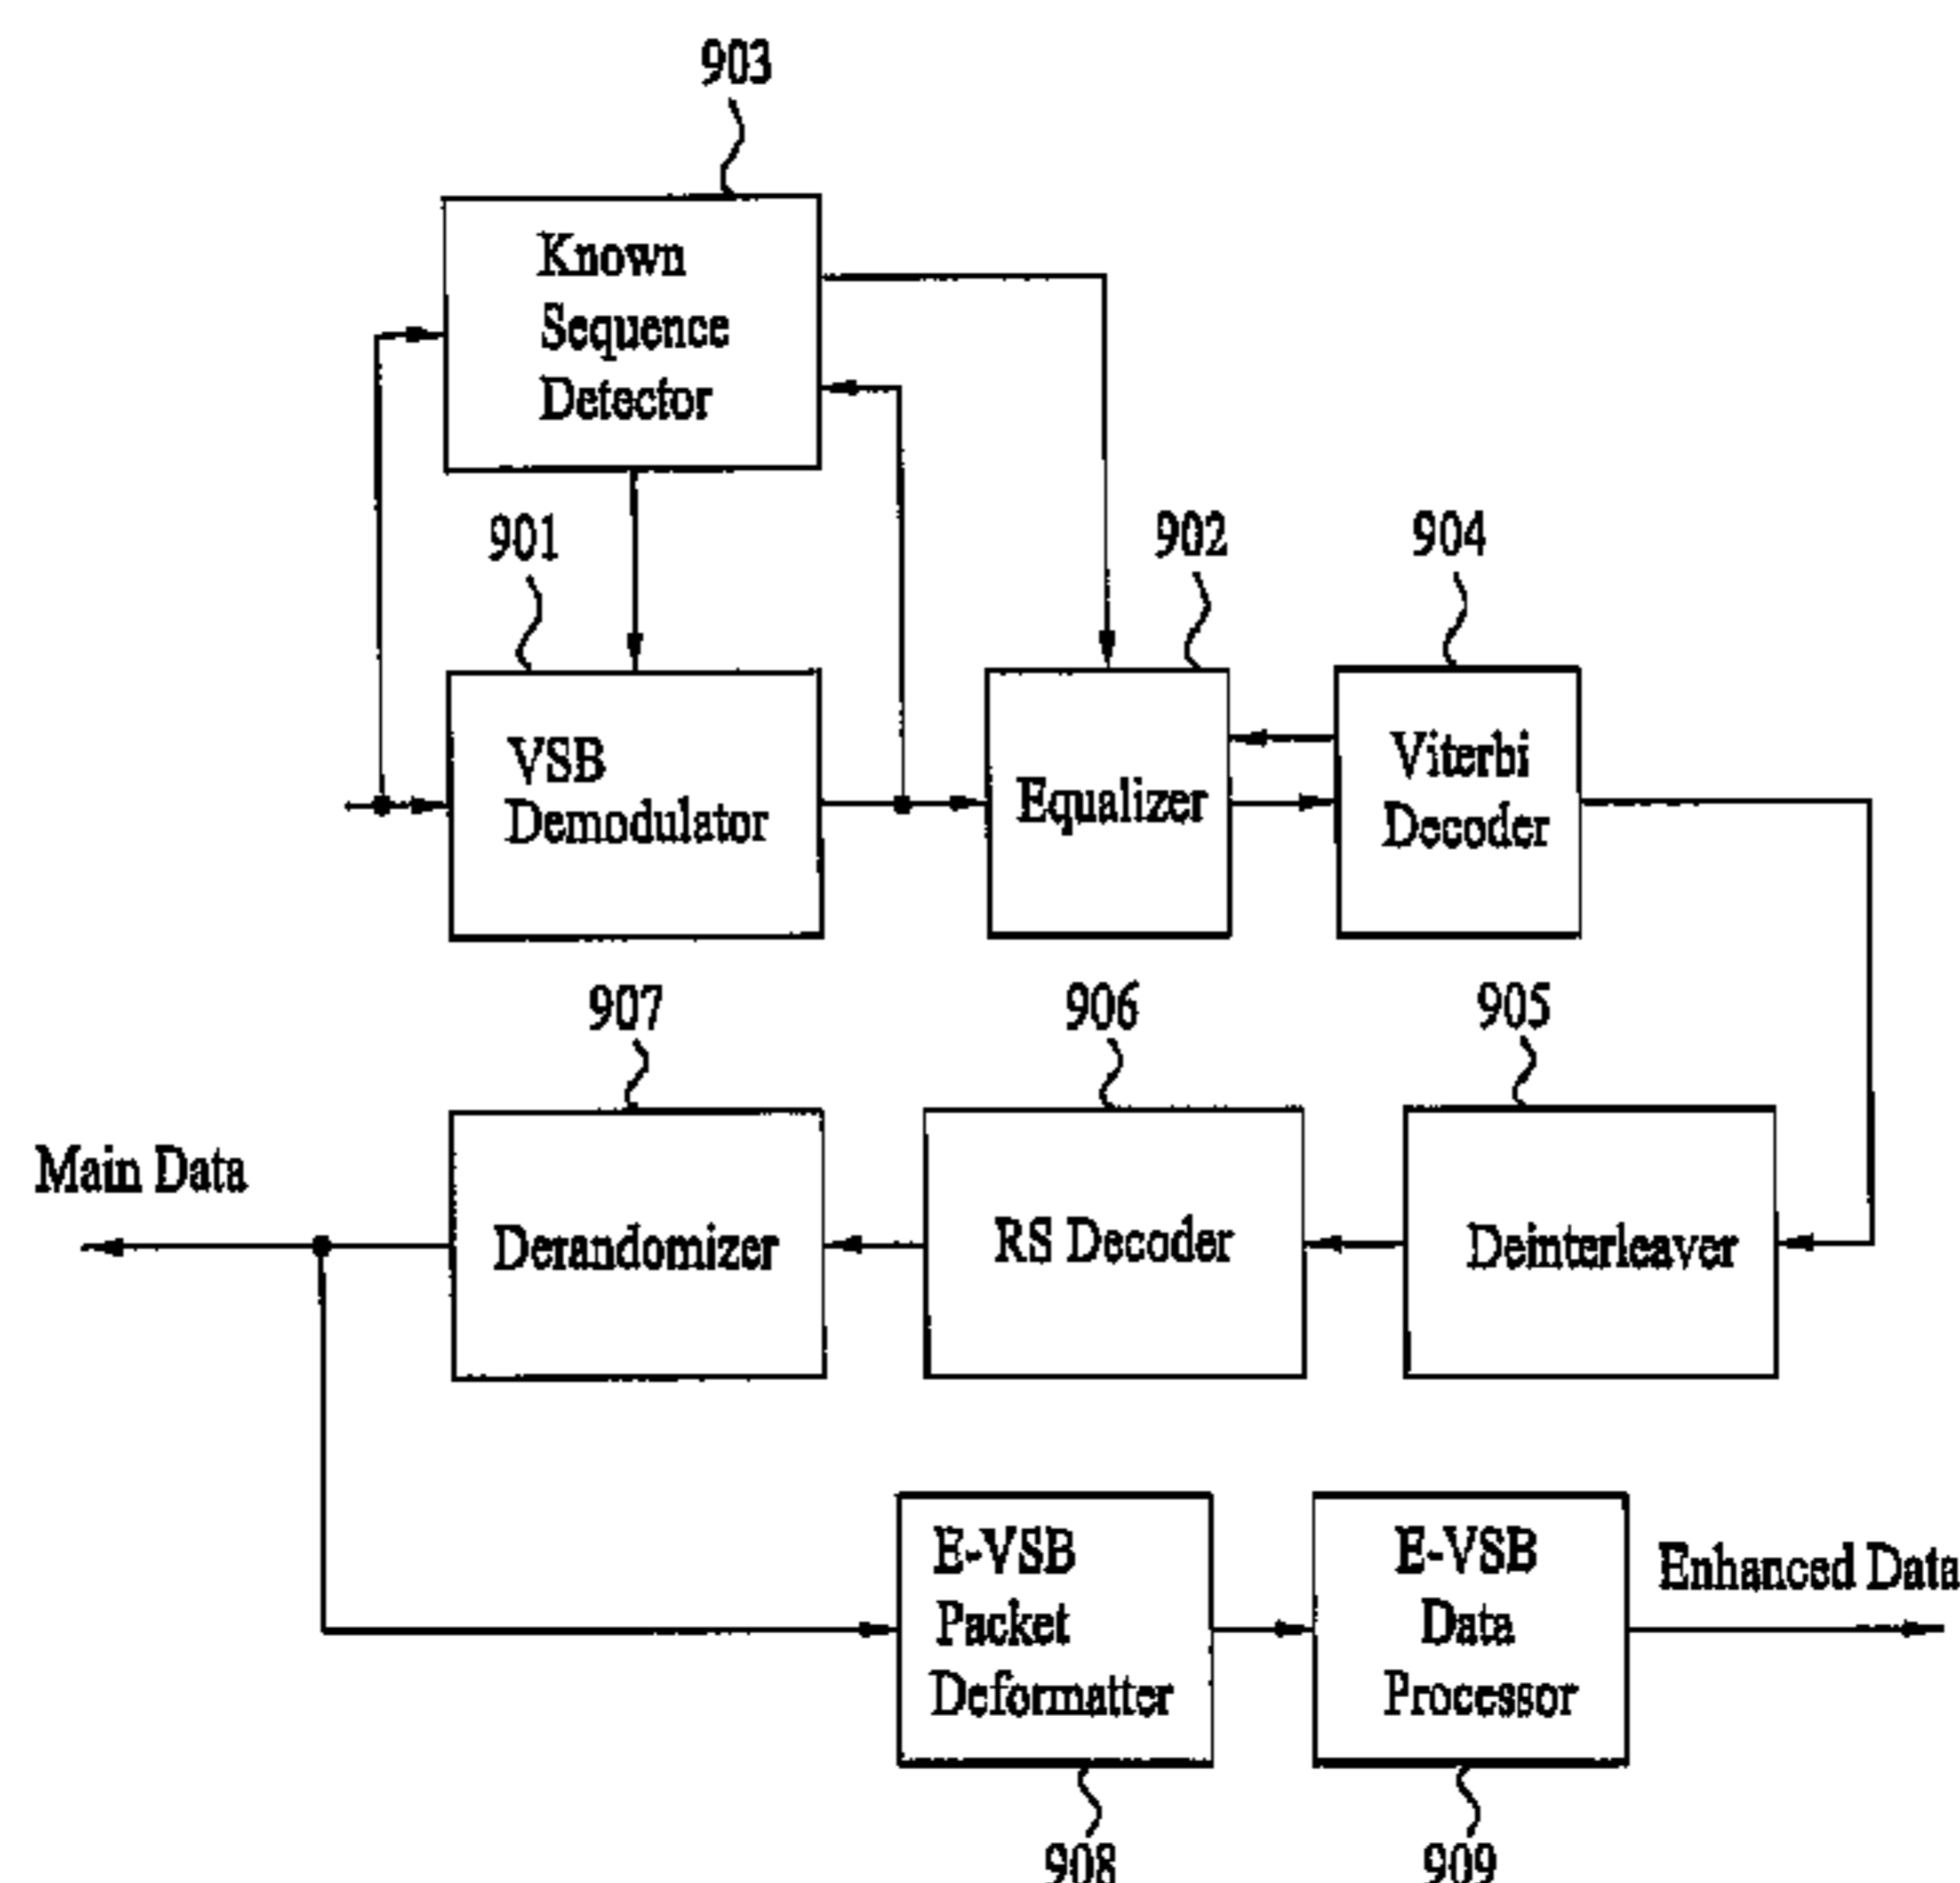 903
Known
Sequence
Detector
901
902
904
VSB
Demodulator
Equalizer
Viterbi
Decoder
907
906
905
Main Data
Derandomizer
RS Decoder
Deinterleaver
E-VSB
Packet
Deformatter
E-VSB
Data
Processor
Enhanced Data
908
909